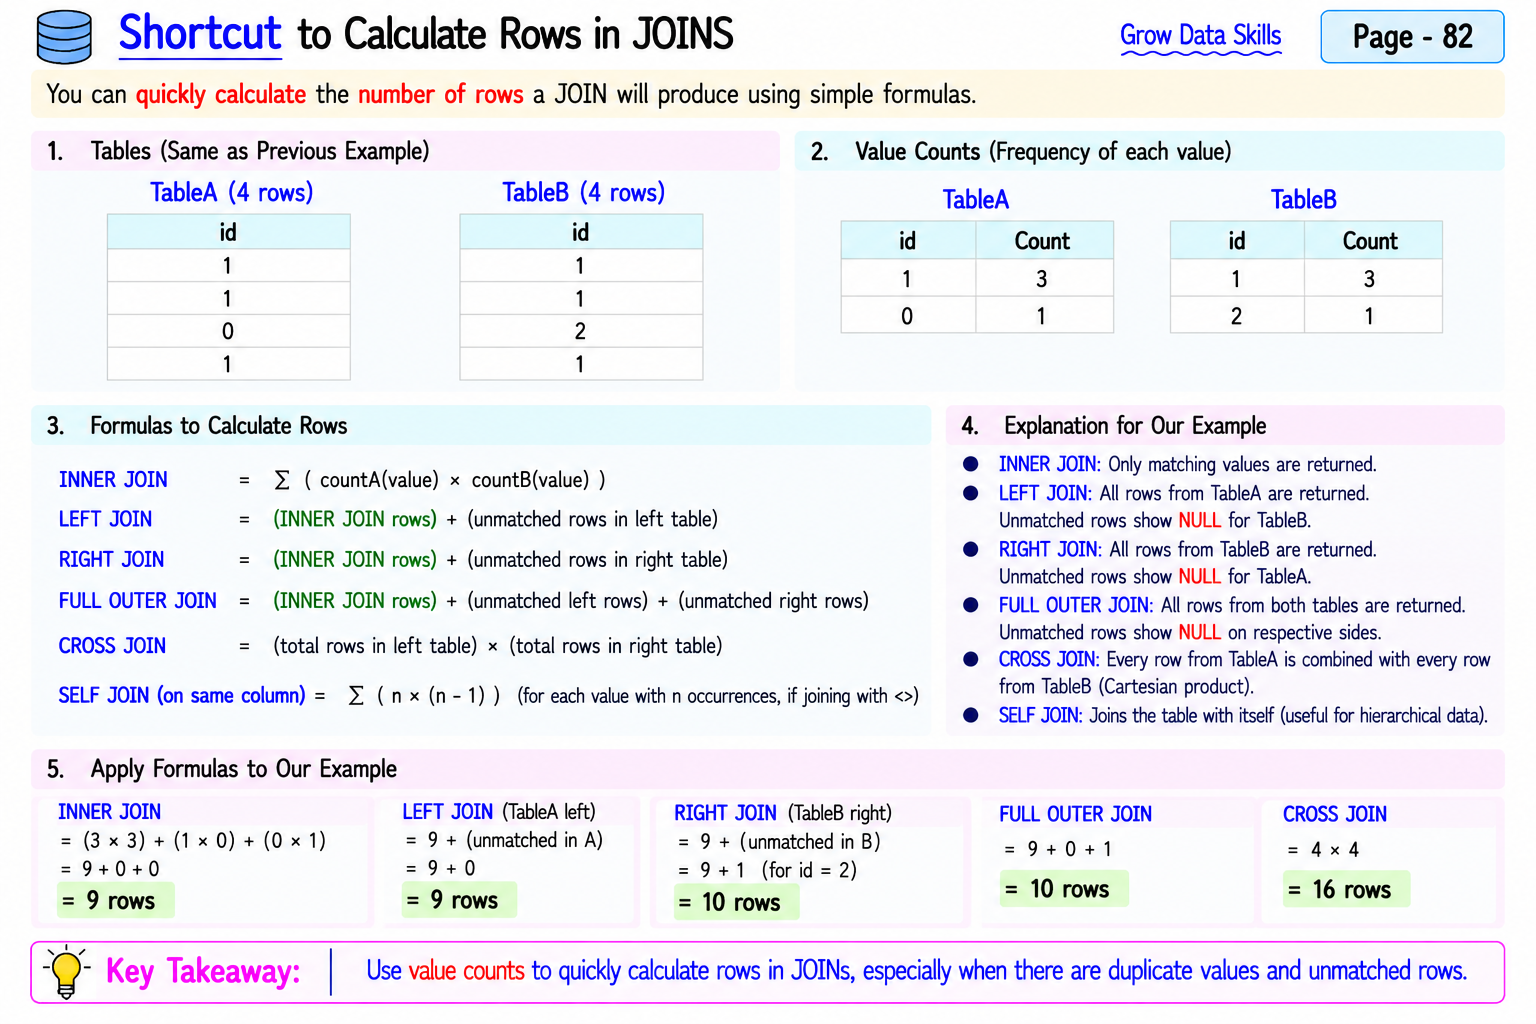 Shortcut to Calculate Rows in JOINS
Grow Data Skills
Page - 82
You can quickly calculate the number of rows a JOIN will produce using simple formulas.
1. Tables (Same as Previous Example)
TableA (4 rows)
id
1
1
0
1
TableB (4 rows)
id
1
1
2
1
2. Value Counts (Frequency of each value)
TableA
id Count
1 3
0 1
TableB
id Count
1 3
2 1
3. Formulas to Calculate Rows
INNER JOIN = ∑ ( countA(value) × countB(value) )
LEFT JOIN = (INNER JOIN rows) + (unmatched rows in left table)
RIGHT JOIN = (INNER JOIN rows) + (unmatched rows in right table)
FULL OUTER JOIN = (INNER JOIN rows) + (unmatched left rows) + (unmatched right rows)
CROSS JOIN = (total rows in left table) × (total rows in right table)
SELF JOIN (on same column) = ∑ ( n × (n - 1) ) (for each value with n occurrences, if joining with <>)
4. Explanation for Our Example
● INNER JOIN: Only matching values are returned.
● LEFT JOIN: All rows from TableA are returned.
Unmatched rows show NULL for TableB.
● RIGHT JOIN: All rows from TableB are returned.
Unmatched rows show NULL for TableA.
● FULL OUTER JOIN: All rows from both tables are returned.
Unmatched rows show NULL on respective sides.
● CROSS JOIN: Every row from TableA is combined with every row
from TableB (Cartesian product).
● SELF JOIN: Joins the table with itself (useful for hierarchical data).
5. Apply Formulas to Our Example
INNER JOIN
= (3 × 3) + (1 × 0) + (0 × 1)
= 9 + 0 + 0
= 9 rows
LEFT JOIN (TableA left)
= 9 + (unmatched in A)
= 9 + 0
= 9 rows
RIGHT JOIN (TableB right)
= 9 + (unmatched in B)
= 9 + 1 (for id = 2)
= 10 rows
FULL OUTER JOIN
= 9 + 0 + 1
= 10 rows
CROSS JOIN
= 4 × 4
= 16 rows
Key Takeaway:
Use value counts to quickly calculate rows in JOINs, especially when there are duplicate values and unmatched rows.